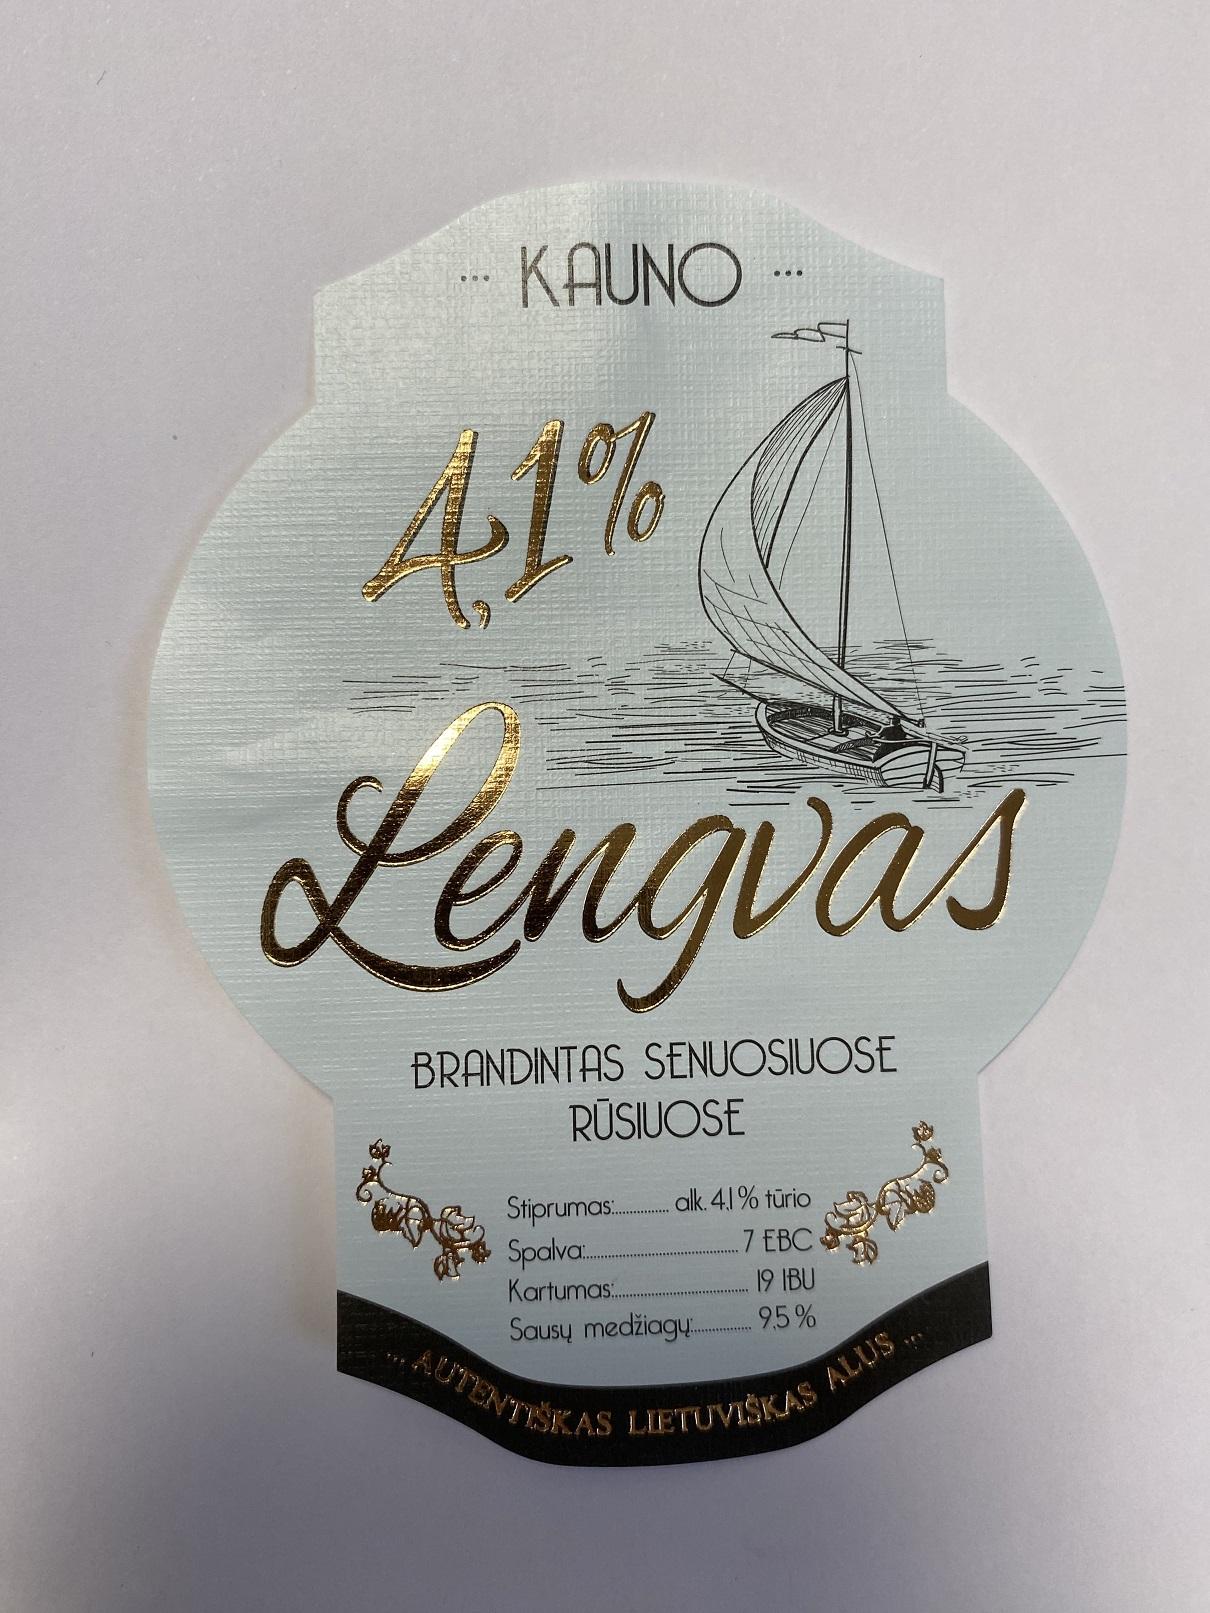 ··· KAUNO ···
4,1%
Lengvas
BRANDINTAS SENUOSIUOSE
RŪSIUOSE
Stiprumas:............. alk. 4,1% tūrio
Spalva:.................................... 7 EBC
Kartumas:................................ 19 IBU
Sausų medžiagų:.............. 9,5 %
··· AUTENTIŠKAS LIETUVIŠKAS ALUS ···